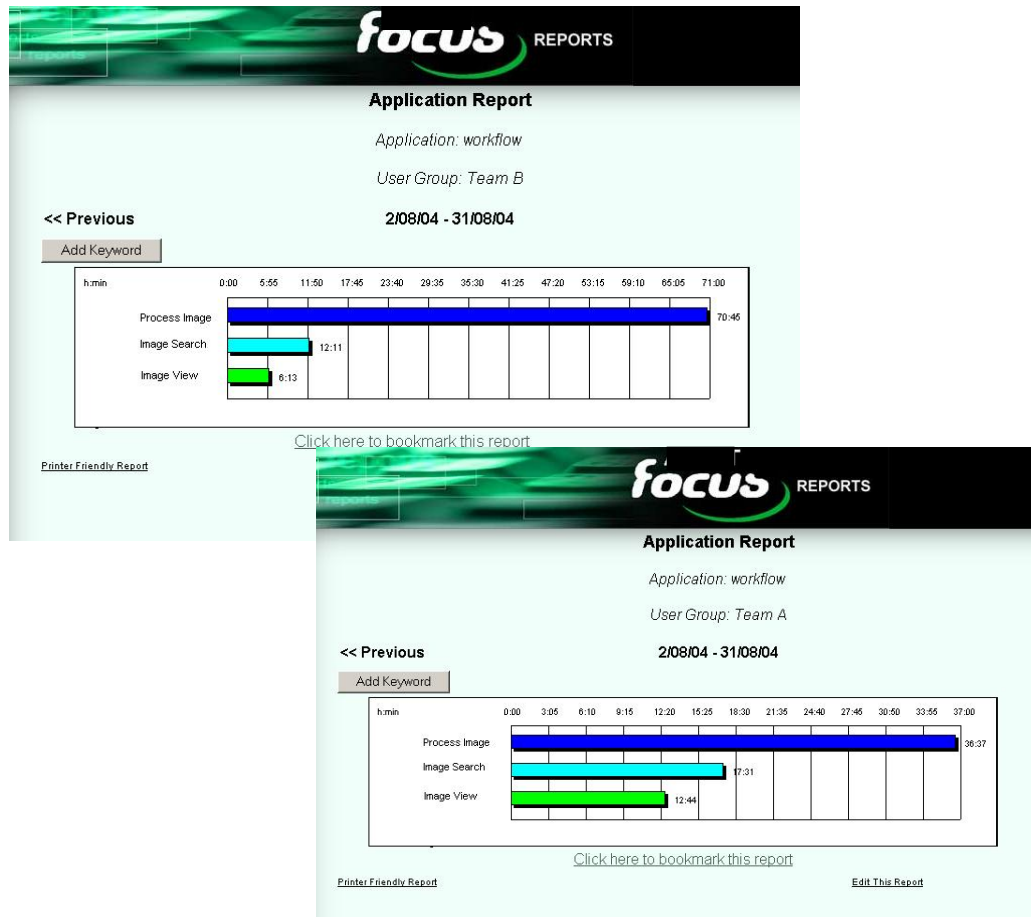 reports
focus REPORTS
Application Report
Application: workflow
User Group: Team B
<< Previous 2/08/04 - 31/08/04
Add Keyword
h:min 0:00 5:55 11:50 17:45 23:40 29:35 35:30 41:25 47:20 53:15 59:10 65:05 71:00
Process Image 70:45
Image Search 12:11
Image View 6:13
Click here to bookmark this report
Printer Friendly Report
reports
focus REPORTS
Application Report
Application: workflow
User Group: Team A
<< Previous 2/08/04 - 31/08/04
Add Keyword
h:min 0:00 3:05 6:10 9:15 12:20 15:25 18:30 21:35 24:40 27:45 30:50 33:55 37:00
Process Image 36:37
Image Search 17:31
Image View 12:44
Click here to bookmark this report
Printer Friendly Report Edit This Report